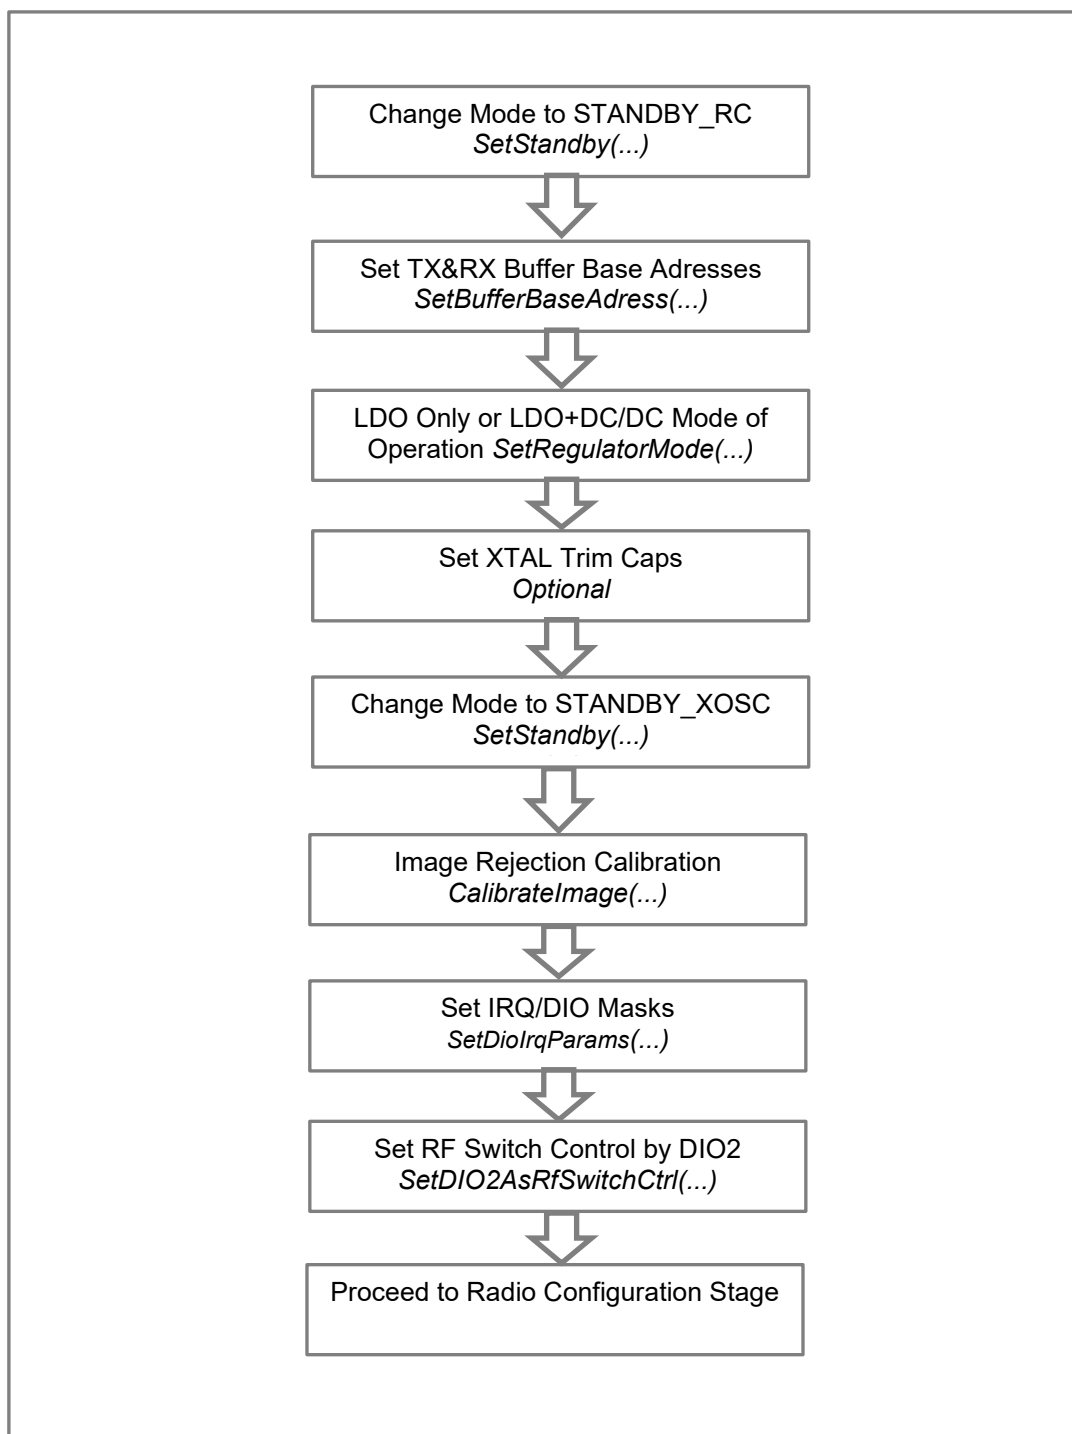 Change Mode to STANDBY_RC
SetStandby(...)
Set TX&RX Buffer Base Adresses
SetBufferBaseAdress(...)
LDO Only or LDO+DC/DC Mode of
Operation SetRegulatorMode(...)
Set XTAL Trim Caps
Optional
Change Mode to STANDBY_XOSC
SetStandby(...)
Image Rejection Calibration
CalibrateImage(...)
Set IRQ/DIO Masks
SetDioIrqParams(...)
Set RF Switch Control by DIO2
SetDIO2AsRfSwitchCtrl(...)
Proceed to Radio Configuration Stage